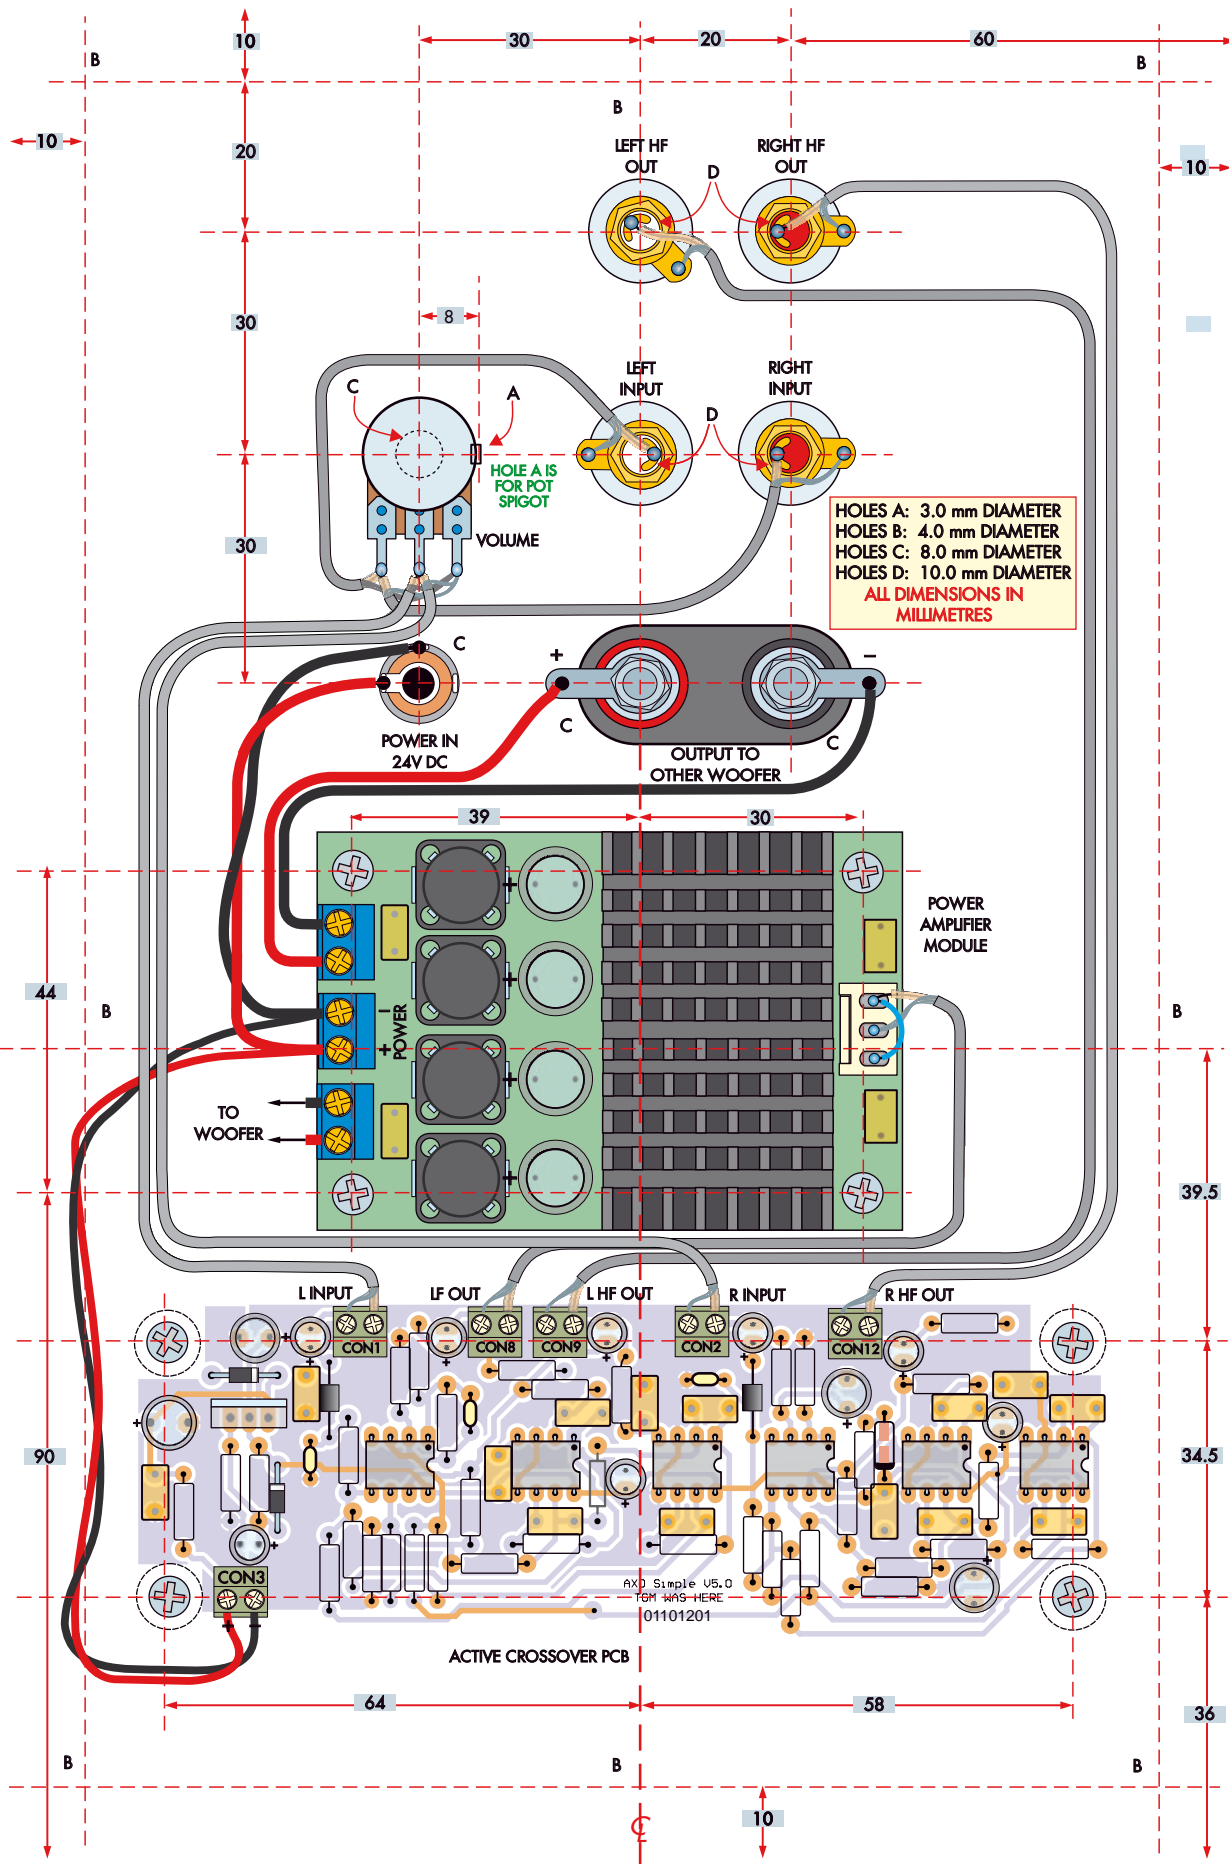 30
20
60
10
B
B
B
10
20
10
LEFT HF
OUT
RIGHT HF
OUT
D
30
8
C
A
LEFT
INPUT
RIGHT
INPUT
D
HOLE A IS
FOR POT
SPIGOT
VOLUME
30
HOLES A: 3.0 mm DIAMETER
HOLES B: 4.0 mm DIAMETER
HOLES C: 8.0 mm DIAMETER
HOLES D: 10.0 mm DIAMETER
ALL DIMENSIONS IN
MILLIMETRES
C
+
–
C
C
POWER IN
24V DC
OUTPUT TO
OTHER WOOFER
39
30
+
+
+
+
POWER
AMPLIFIER
MODULE
44
B
B
–
+
POWER
TO
WOOFER
39.5
L INPUT
LF OUT
L HF OUT
R INPUT
R HF OUT
CON1
CON8
CON9
CON2
CON12
+
+
+
+
+
+
+
+
+
+
+
90
34.5
CON3
+
–
AXO Simple V5.0
TGM WAS HERE
01101201
ACTIVE CROSSOVER PCB
64
58
36
B
B
B
10
CL